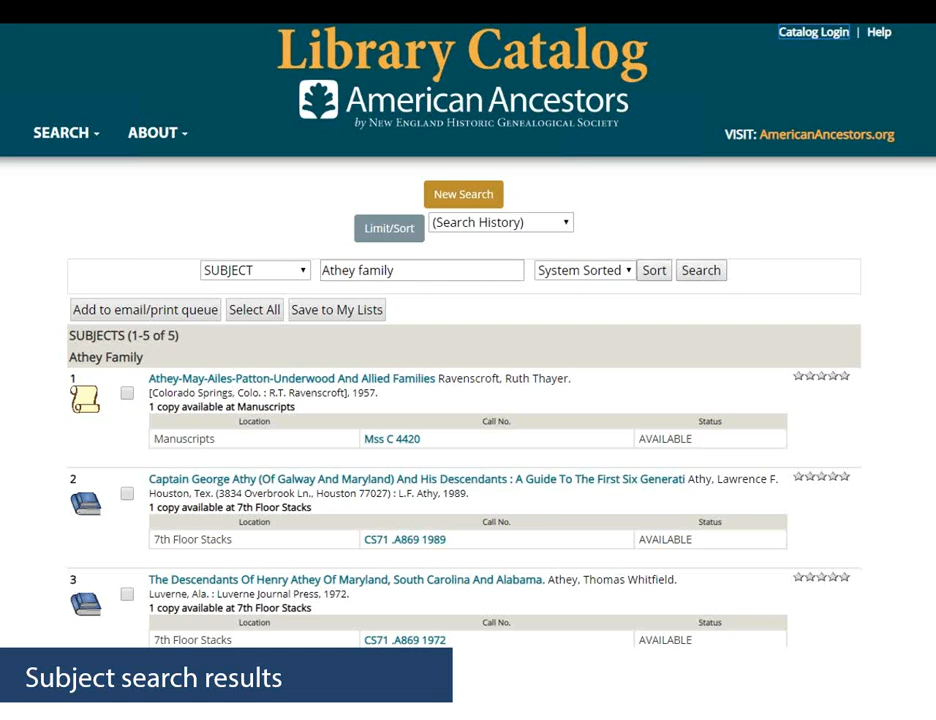 Library Catalog
Catalog Login | Help
American Ancestors
by NEW ENGLAND HISTORIC GENEALOGICAL SOCIETY
SEARCH ABOUT
VISIT: AmericanAncestors.org
New Search
Limit/Sort (Search History)
SUBJECT Athey family System Sorted Sort Search
Add to email/print queue Select All Save to My Lists
SUBJECTS (1-5 of 5)
Athey Family
1
Athey-May-Ailes-Patton-Underwood And Allied Families Ravenscroft, Ruth Thayer.
[Colorado Springs, Colo. : R.T. Ravenscroft], 1957.
1 copy available at Manuscripts
Location Call No. Status
Manuscripts Mss C 4420 AVAILABLE
2
Captain George Athy (Of Galway And Maryland) And His Descendants : A Guide To The First Six Generati Athy, Lawrence F.
Houston, Tex. (3834 Overbrook Ln., Houston 77027) : L.F. Athy, 1989.
1 copy available at 7th Floor Stacks
Location Call No. Status
7th Floor Stacks CS71 .A869 1989 AVAILABLE
3
The Descendants Of Henry Athey Of Maryland, South Carolina And Alabama. Athey, Thomas Whitfield.
Luverne, Ala. : Luverne Journal Press, 1972.
1 copy available at 7th Floor Stacks
Location Call No. Status
7th Floor Stacks CS71 .A869 1972 AVAILABLE
Subject search results